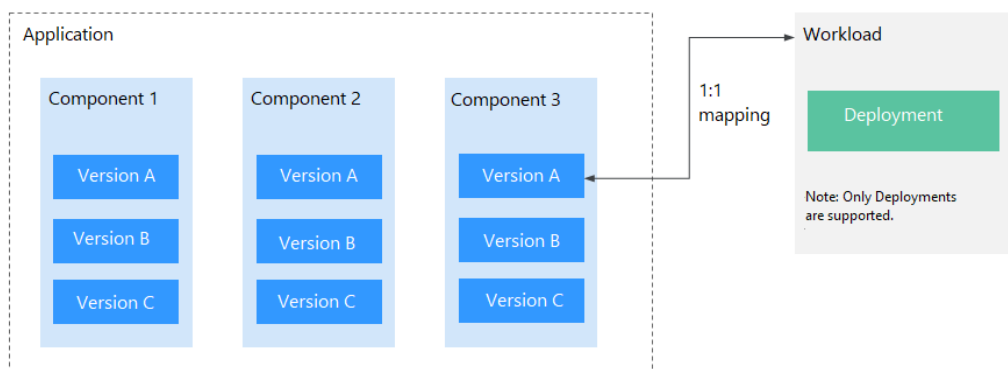 Application
Component 1
Version A
Version B
Version C
Component 2
Version A
Version B
Version C
Component 3
Version A
Version B
Version C
1:1
mapping
Workload
Deployment
Note: Only Deployments
are supported.